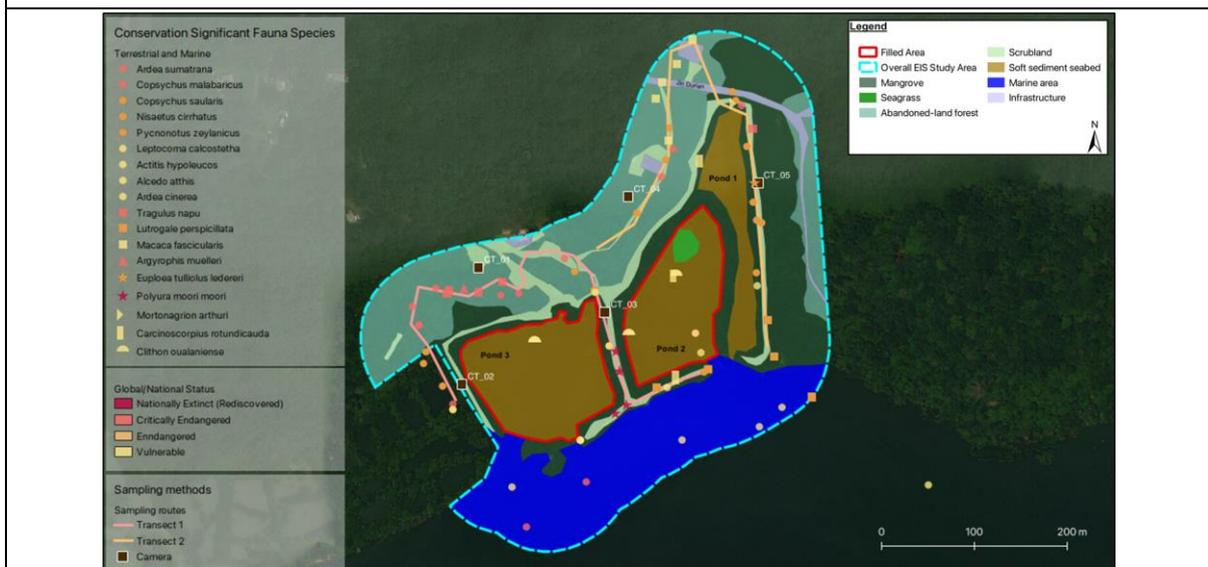 Conservation Significant Fauna Species
Terrestrial and Marine
Ardea sumatrana
Copsychus malabaricus
Copsychus saularis
Nisaetus cirrhatus
Pycnonotus zeylanicus
Leptocoma calcostetha
Actitis hypoleucos
Alcedo atthis
Ardea cinerea
Tragulus napu
Lutrogale perspicillata
Macaca fascicularis
Argyrophis muelleri
Euploea tulliolus ledereri
Polyura moori moori
Mortonagrion arthuri
Carcinoscorpius rotundicauda
Clithon oualaniense
Global/National Status
Nationally Extinct (Rediscovered)
Critically Endangered
Enndangered
Vulnerable
Sampling methods
Sampling routes
Transect 1
Transect 2
Camera
Jln Durian
Pond 1
CT_05
CT_04
CT_01
CT_03
Pond 3
Pond 2
CT_02
Legend
Filled Area
Overall EIS Study Area
Mangrove
Seagrass
Abandoned-land forest
Scrubland
Soft sediment seabed
Marine area
Infrastructure
N
0 100 200 m